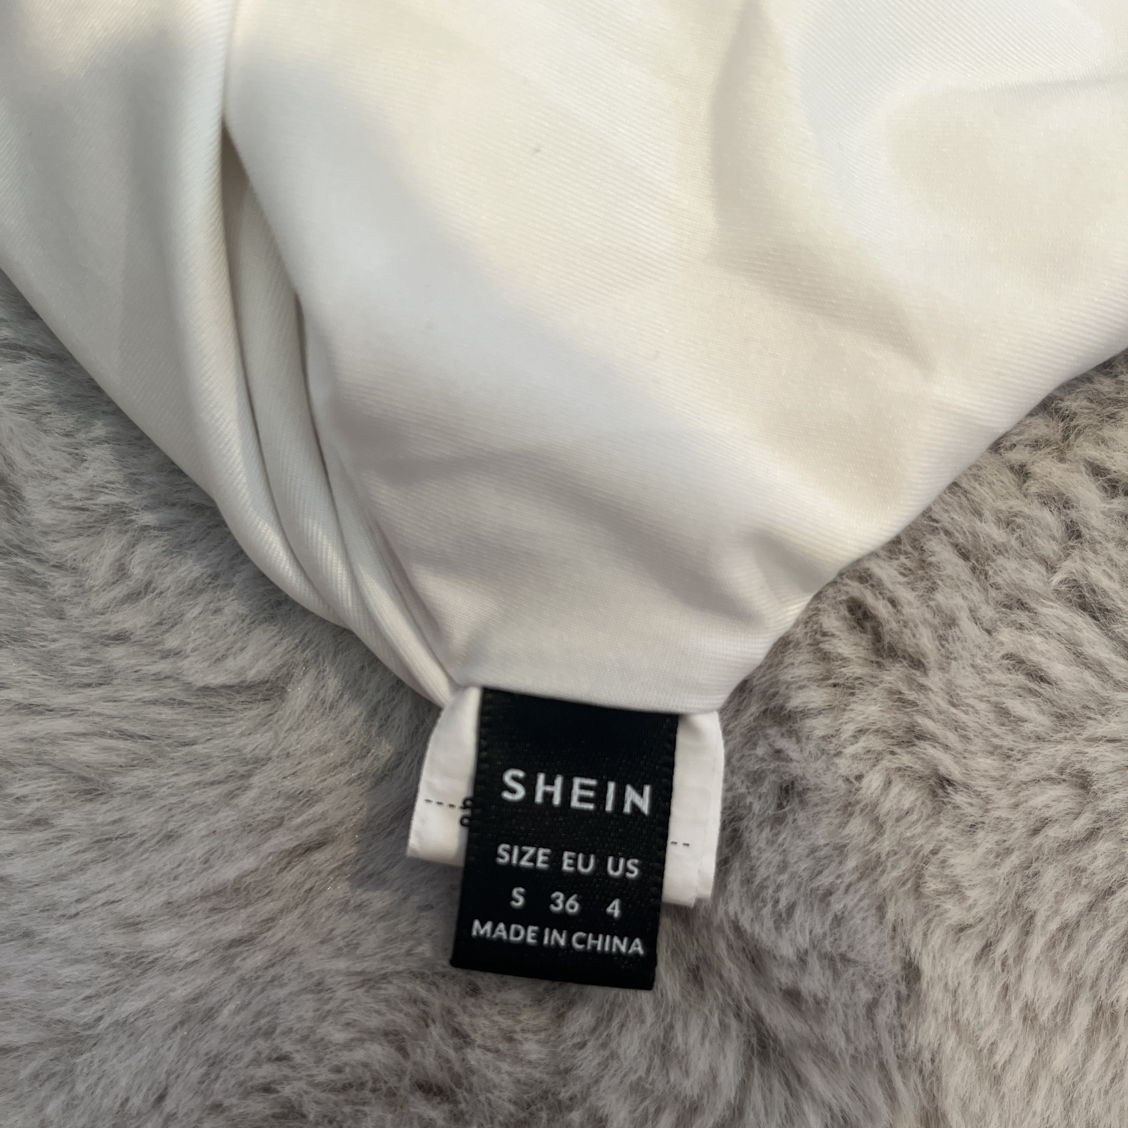 SHEIN
SIZE EU US
S 36 4
MADE IN CHINA